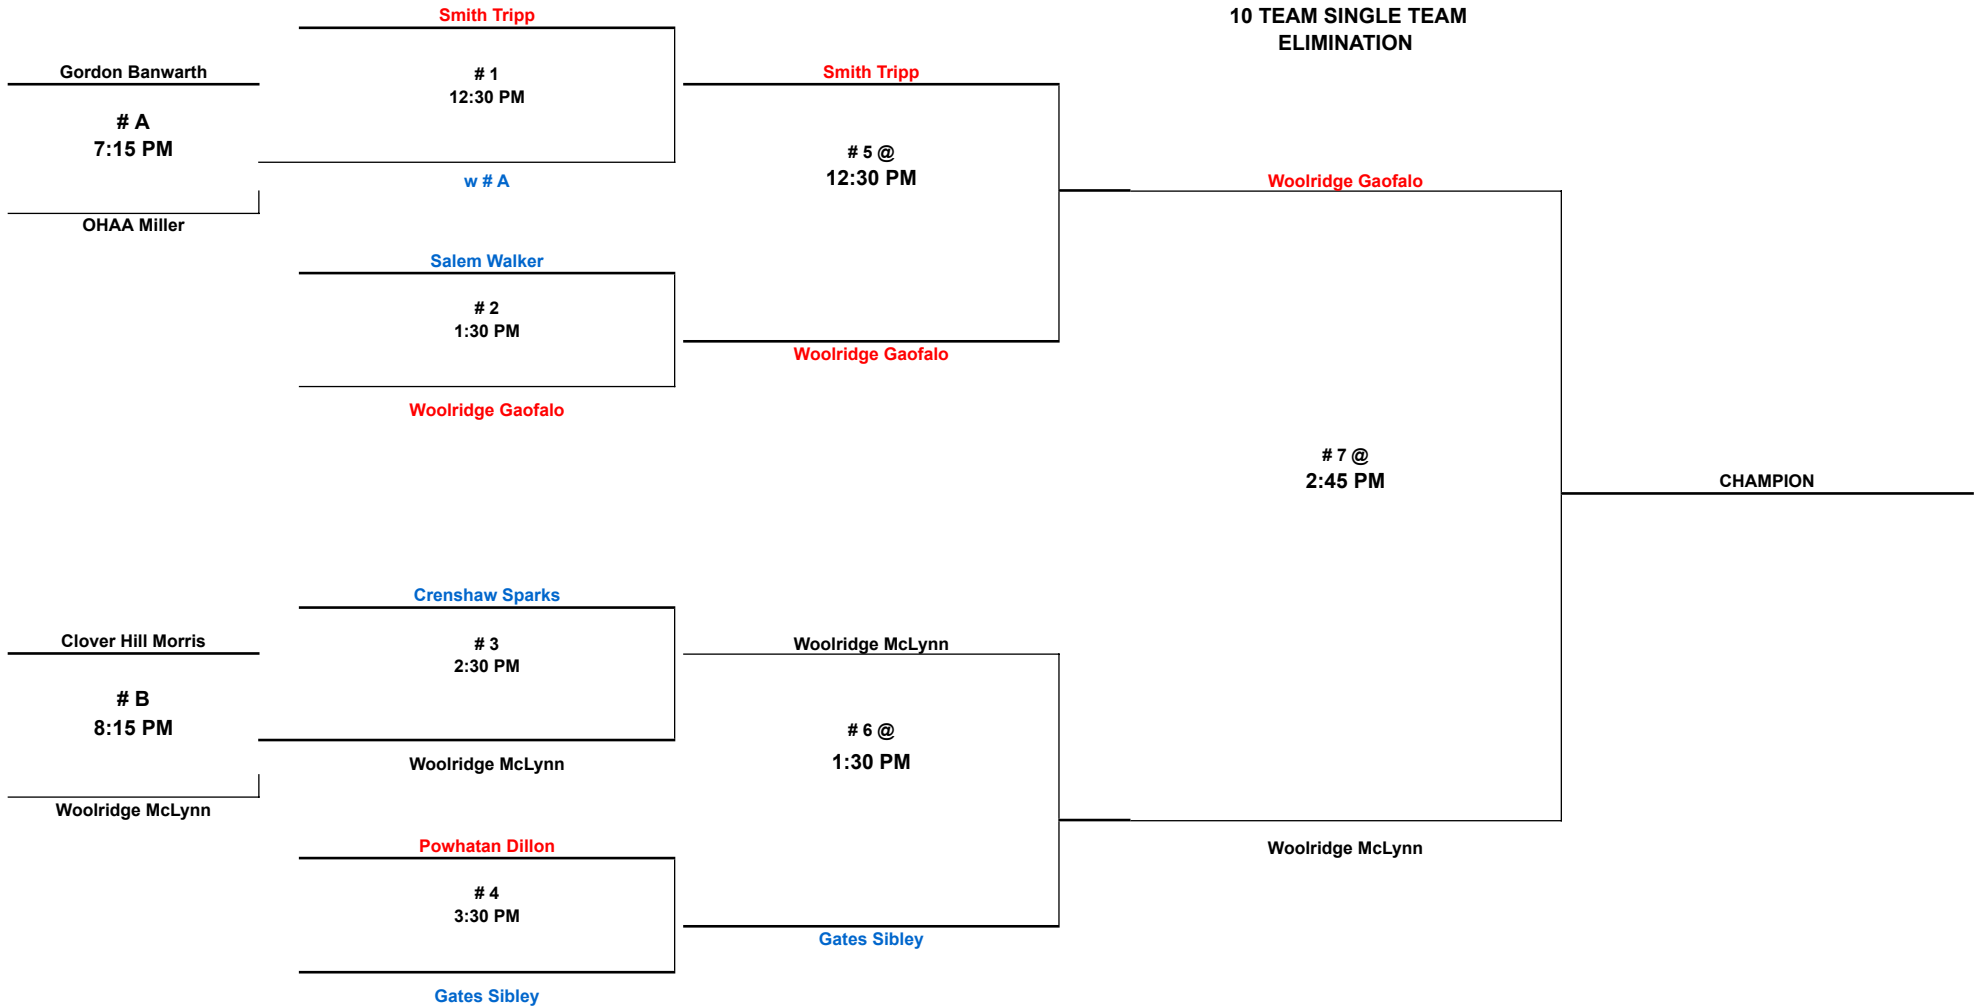 Smith Tripp
10 TEAM SINGLE TEAM
ELIMINATION
Gordon Banwarth
# 1
12:30 PM
Smith Tripp
# A
7:15 PM
# 5 @
12:30 PM
w # A
Woolridge Gaofalo
OHAA Miller
Salem Walker
# 2
1:30 PM
Woolridge Gaofalo
Woolridge Gaofalo
# 7 @
2:45 PM
CHAMPION
Crenshaw Sparks
Clover Hill Morris
# 3
2:30 PM
Woolridge McLynn
# B
8:15 PM
# 6 @
1:30 PM
Woolridge McLynn
Woolridge McLynn
Powhatan Dillon
Woolridge McLynn
# 4
3:30 PM
Gates Sibley
Gates Sibley